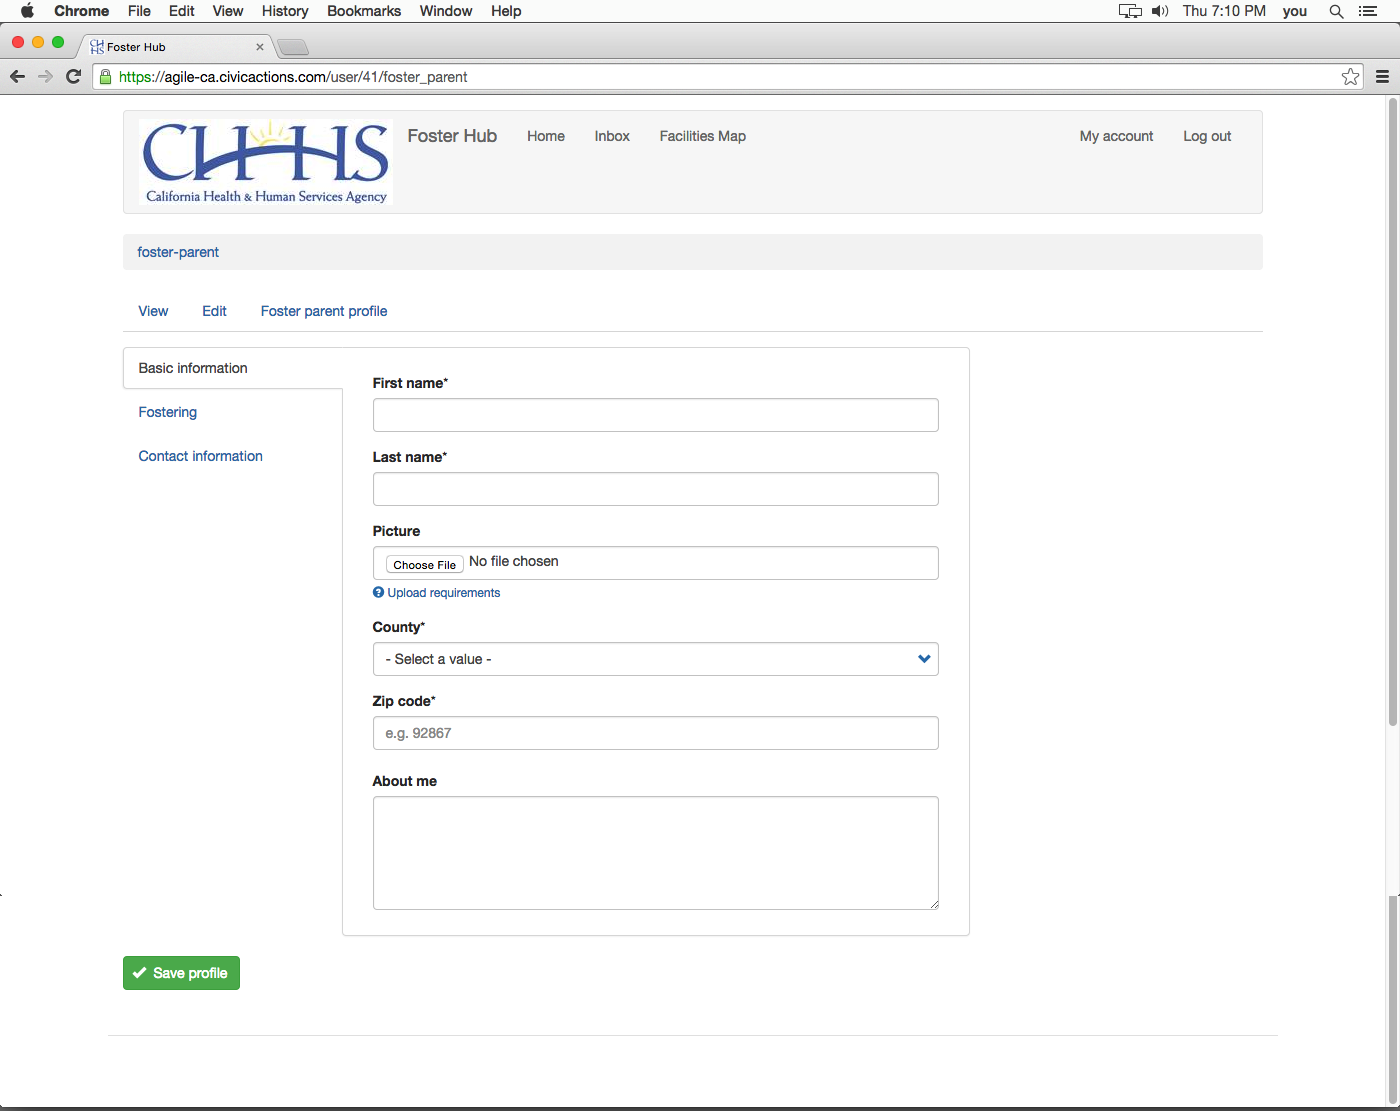 Chrome File Edit View History Bookmarks Window Help Thu 7:10 PM you
Foster Hub
https://agile-ca.civicactions.com/user/41/foster_parent
CHHS
California Health & Human Services Agency
Foster Hub Home Inbox Facilities Map My account Log out
foster-parent
View Edit Foster parent profile
Basic information
Fostering
Contact information
First name*
Last name*
Picture
Choose File No file chosen
Upload requirements
County*
- Select a value -
Zip code*
e.g. 92867
About me
Save profile